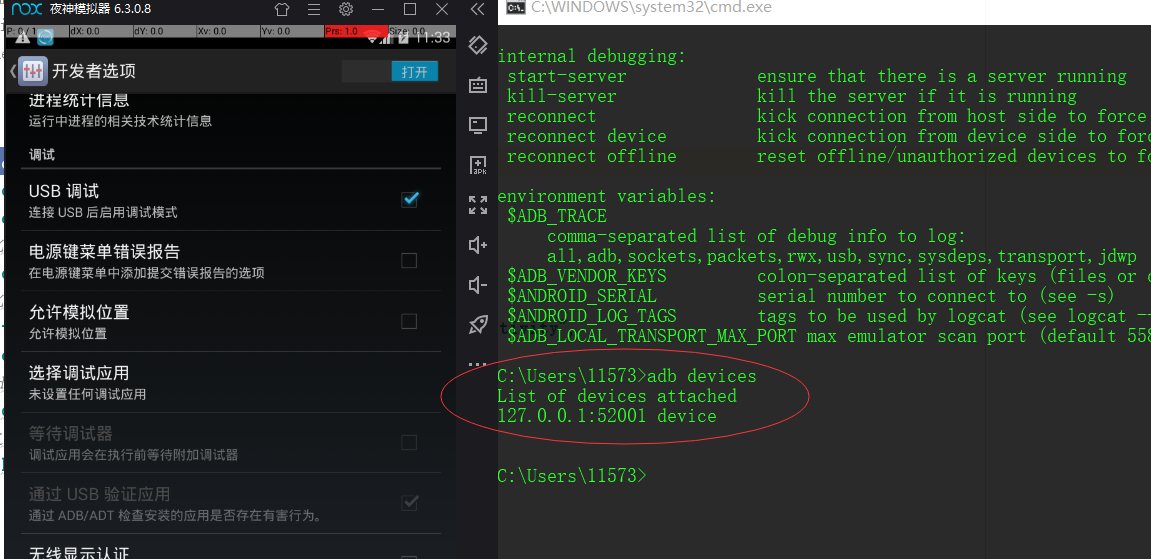 nox 夜神模拟器 6.3.0.8
P: 0 / 1 dX: 0.0 dY: 0.0 Xv: 0.0 Yv: 0.0 Prs: 1.0 Size: 0.0
11:33
开发者选项
打开
进程统计信息
运行中进程的相关技术统计信息
调试
USB 调试
连接 USB 后启用调试模式
电源键菜单错误报告
在电源键菜单中添加提交错误报告的选项
允许模拟位置
允许模拟位置
选择调试应用
未设置任何调试应用
等待调试器
调试应用会在执行前等待附加调试器
通过 USB 验证应用
通过 ADB/ADT 检查安装的应用是否存在有害行为。
无线显示认证
C:\WINDOWS\system32\cmd.exe
internal debugging:
start-server ensure that there is a server running
kill-server kill the server if it is running
reconnect kick connection from host side to force
reconnect device kick connection from device side to forc
reconnect offline reset offline/unauthorized devices to fo
environment variables:
$ADB_TRACE
comma-separated list of debug info to log:
all,adb,sockets,packets,rwx,usb,sync,sysdeps,transport,jdwp
$ADB_VENDOR_KEYS colon-separated list of keys (files or d
$ANDROID_SERIAL serial number to connect to (see -s)
$ANDROID_LOG_TAGS tags to be used by logcat (see logcat --
$ADB_LOCAL_TRANSPORT_MAX_PORT max emulator scan port (default 558
C:\Users\11573>adb devices
List of devices attached
127.0.0.1:52001 device
C:\Users\11573>